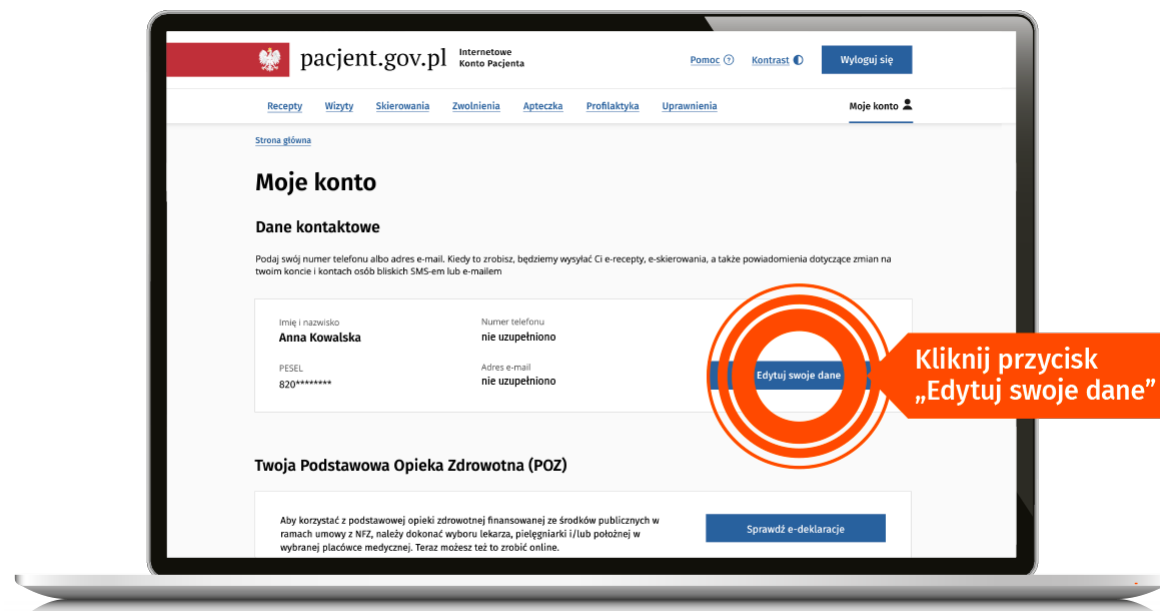 pacjent.gov.pl
Internetowe
Konto Pacjenta
Pomoc
Kontrast
Wyloguj się
Recepty Wizyty Skierowania Zwolnienia Apteczka Profilaktyka Uprawnienia Moje konto
Strona główna
Moje konto
Dane kontaktowe
Podaj swój numer telefonu albo adres e-mail. Kiedy to zrobisz, będziemy wysyłać Ci e-recepty, e-skierowania, a także powiadomienia dotyczące zmian na
twoim koncie i kontach osób bliskich SMS-em lub e-mailem
Imię i nazwisko
Anna Kowalska
Numer telefonu
nie uzupełniono
PESEL
820********
Adres e-mail
nie uzupełniono
Edytuj swoje dane
Kliknij przycisk
„Edytuj swoje dane”
Twoja Podstawowa Opieka Zdrowotna (POZ)
Aby korzystać z podstawowej opieki zdrowotnej finansowanej ze środków publicznych w
ramach umowy z NFZ, należy dokonać wyboru lekarza, pielęgniarki i/lub położnej w
wybranej placówce medycznej. Teraz możesz też to zrobić online.
Sprawdź e-deklaracje